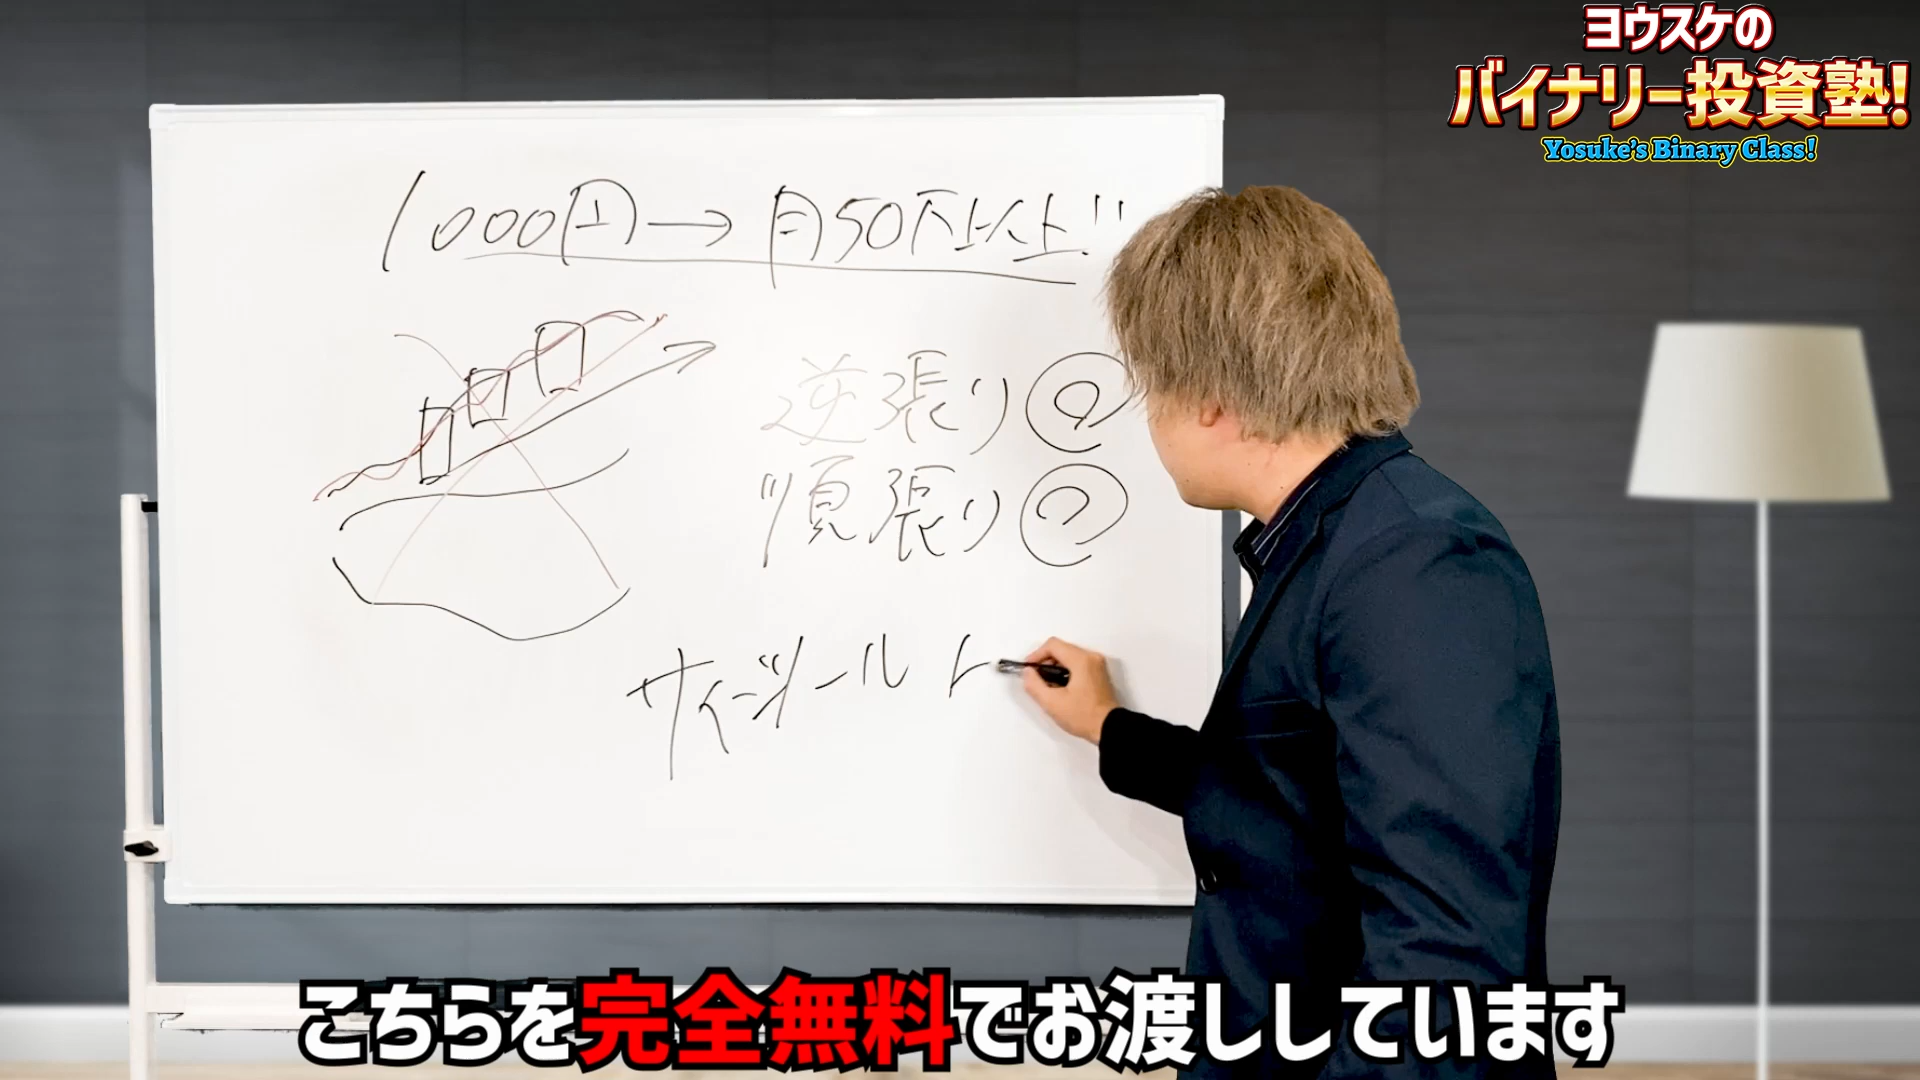 ヨウスケの
バイナリー投資塾!
Yosuke's Binary Class!
1000円→月50万以上!!
逆張り
順張り
サインツール
こちらを完全無料でお渡ししています